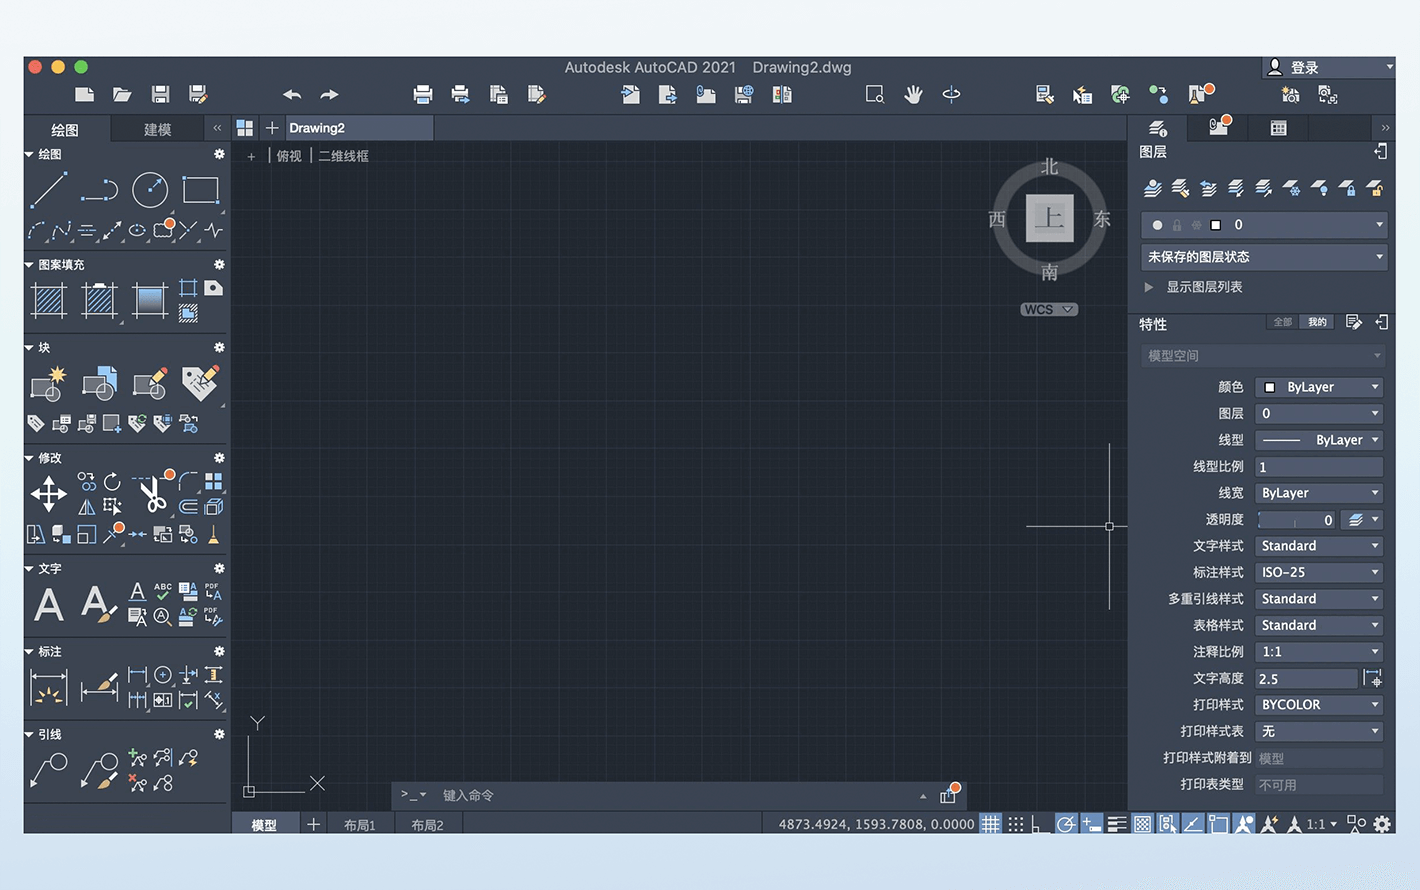 Autodesk AutoCAD 2021 Drawing2.dwg
登录
绘图 建模 «
Drawing2
»
绘图
+ 俯视 二维线框
图案填充
块
修改
文字
A A A ABC A PDF A
A A A PDF
标注
1
引线
北
西 上 东
南
WCS
Y
X
>_ 键入命令
模型 + 布局1 布局2
4873.4924, 1593.7808, 0.0000
1:1
图层
0
未保存的图层状态
显示图层列表
特性 全部 我的
模型空间
颜色 ByLayer
图层 0
线型 ByLayer
线型比例 1
线宽 ByLayer
透明度 0
文字样式 Standard
标注样式 ISO-25
多重引线样式 Standard
表格样式 Standard
注释比例 1:1
文字高度 2.5
打印样式 BYCOLOR
打印样式表 无
打印样式附着到 模型
打印表类型 不可用